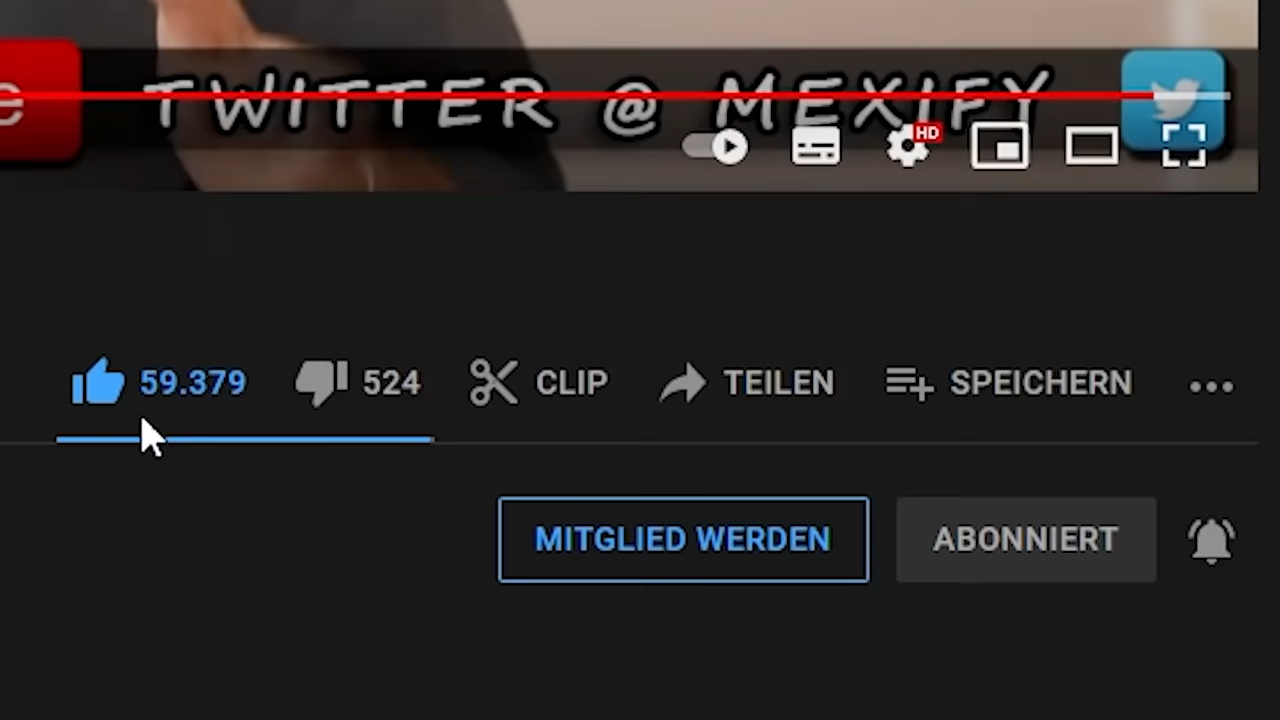 e TWITTER @ MEXIFY
HD
59.379 524 CLIP TEILEN SPEICHERN
MITGLIED WERDEN ABONNIERT